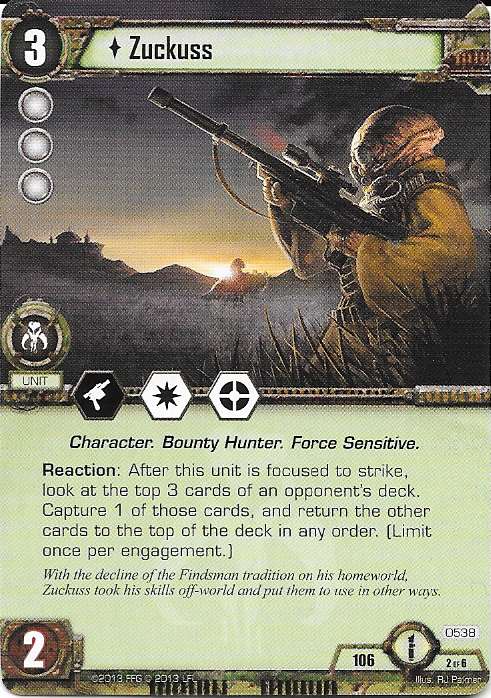 3
Zuckuss
UNIT
Character. Bounty Hunter. Force Sensitive.
Reaction: After this unit is focused to strike,
look at the top 3 cards of an opponent's deck.
Capture 1 of those cards, and return the other
cards to the top of the deck in any order. (Limit
once per engagement.)
With the decline of the Findsman tradition on his homeworld,
Zuckuss took his skills off-world and put them to use in other ways.
2
106
0538
2 of 6
©2013 FFG © 2013 LFL
Illus. RJ Palmer